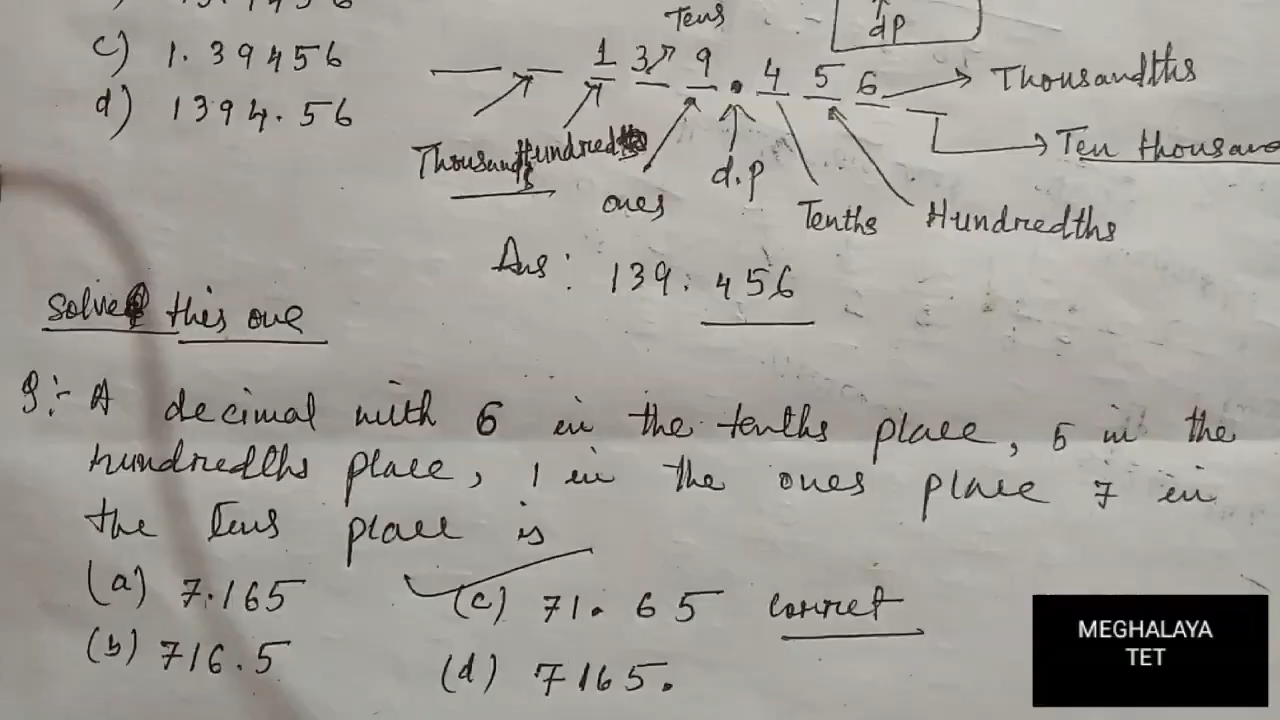 c) 1.39456
d) 1394.56
Tens
dp
1 3 9 . 4 5 6
Thousandths
Ten thousand
Thousands
Hundreds
ones
d.p
Tenths
Hundredths
Ans: 139.456
Solve this one
Q:- A decimal with 6 in the tenths place, 5 in the
hundredths place, 1 in the ones place 7 in
the Tens place is
(a) 7.165
(c) 71.65 correct
(b) 716.5
(d) 7165.
MEGHALAYA
TET